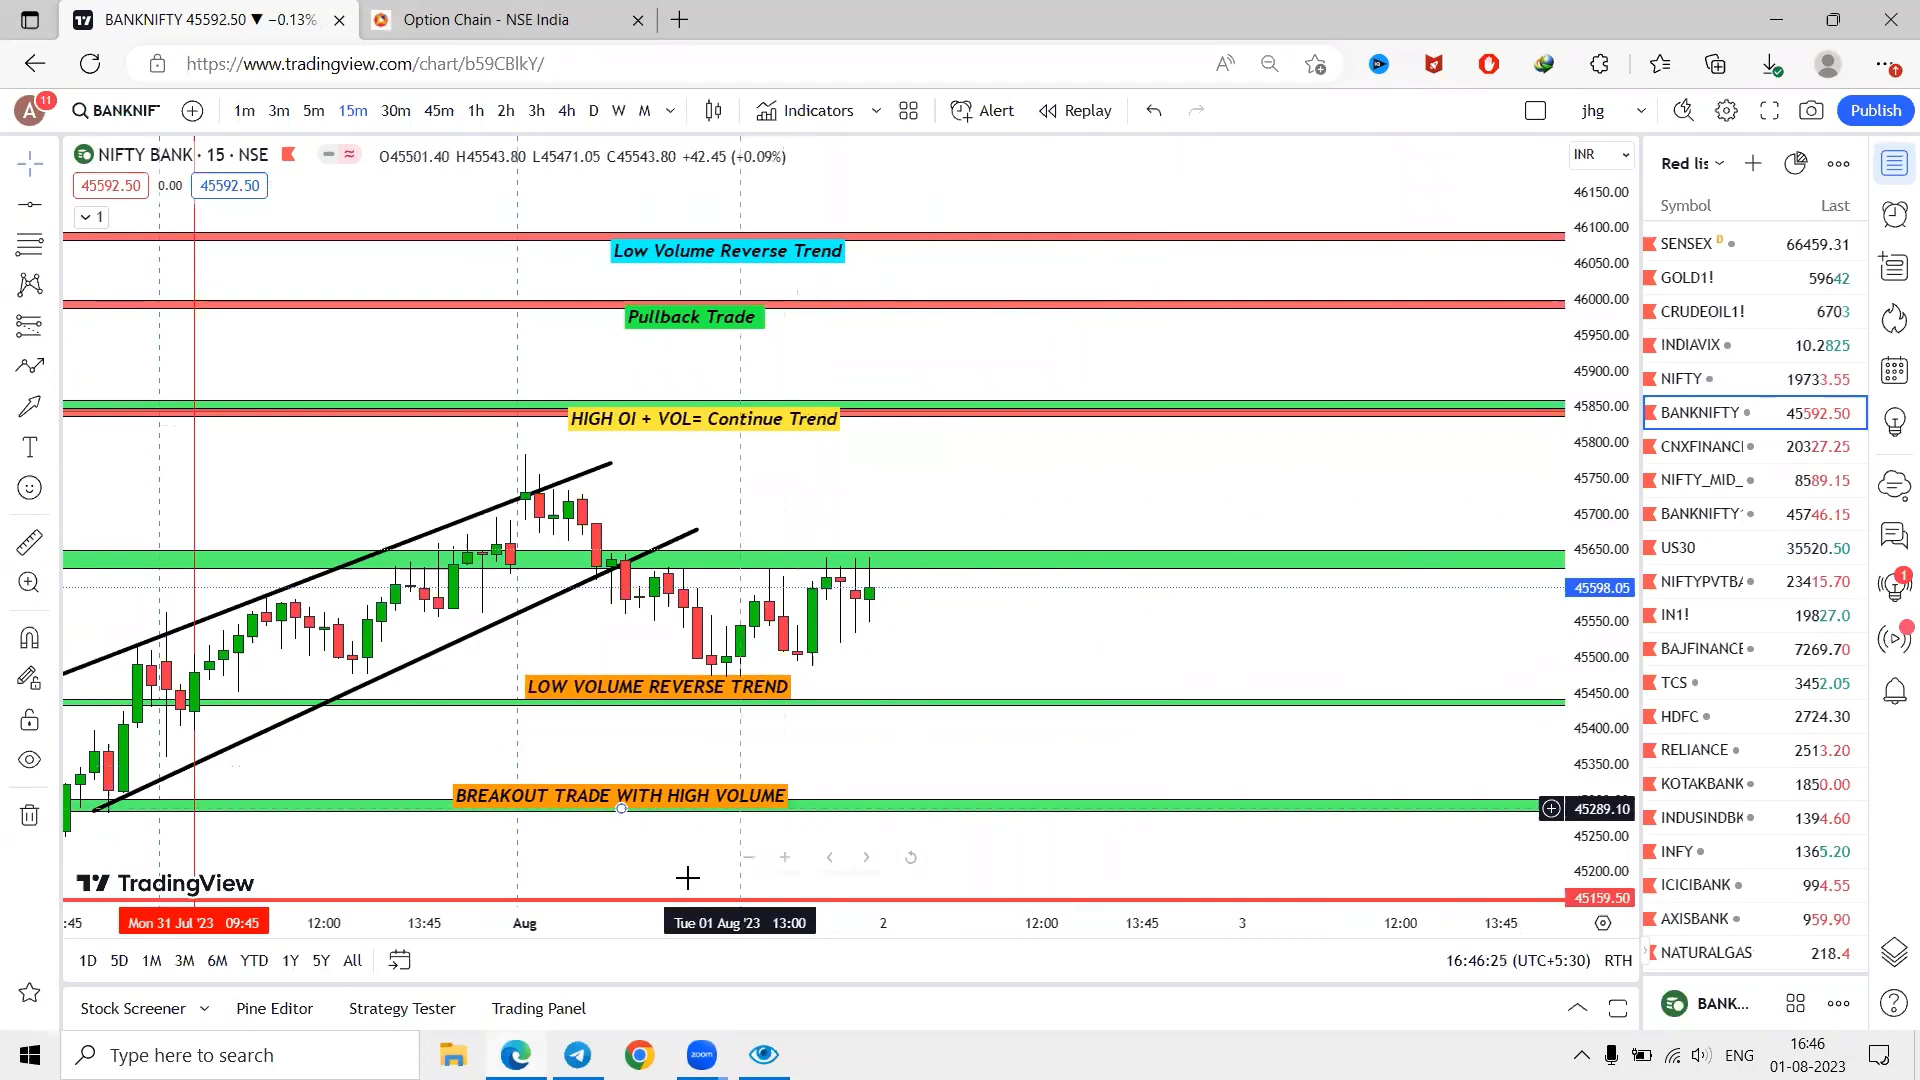 BANKNIFTY 45592.50 ▼ −0.13%
Option Chain - NSE India
https://www.tradingview.com/chart/b59CBlkY/
A 11
BANKNIF
1m 3m 5m 15m 30m 45m 1h 2h 3h 4h D W M
Indicators
Alert
Replay
jhg
Publish
NIFTY BANK · 15 · NSE
O45501.40 H45543.80 L45471.05 C45543.80 +42.45 (+0.09%)
45592.50 0.00 45592.50
1
INR
46150.00
46100.00
46050.00
46000.00
45950.00
45900.00
45850.00
45800.00
45750.00
45700.00
45650.00
45598.05
45550.00
45500.00
45450.00
45400.00
45350.00
45289.10
45250.00
45200.00
45159.50
Low Volume Reverse Trend
Pullback Trade
HIGH OI + VOL= Continue Trend
LOW VOLUME REVERSE TREND
BREAKOUT TRADE WITH HIGH VOLUME
TradingView
:45 Mon 31 Jul '23 09:45 12:00 13:45 Aug Tue 01 Aug '23 13:00 2 12:00 13:45 3 12:00 13:45
1D 5D 1M 3M 6M YTD 1Y 5Y All
16:46:25 (UTC+5:30) RTH
Stock Screener Pine Editor Strategy Tester Trading Panel
Red lis
Symbol Last
SENSEX D 66459.31
GOLD1! 59642
CRUDEOIL1! 6703
INDIAVIX 10.2825
NIFTY 19733.55
BANKNIFTY 45592.50
CNXFINANCI 20327.25
NIFTY_MID_ 8589.15
BANKNIFTY 45746.15
US30 35520.50
NIFTYPVTBA 23415.70
IN1! 19827.0
BAJFINANCE 7269.70
TCS 3452.05
HDFC 2724.30
RELIANCE 2513.20
KOTAKBANK 1850.00
INDUSINDBK 1394.60
INFY 1365.20
ICICIBANK 994.55
AXISBANK 959.90
NATURALGAS 218.4
BANK...
1
Type here to search
zoom
ENG
16:46
01-08-2023